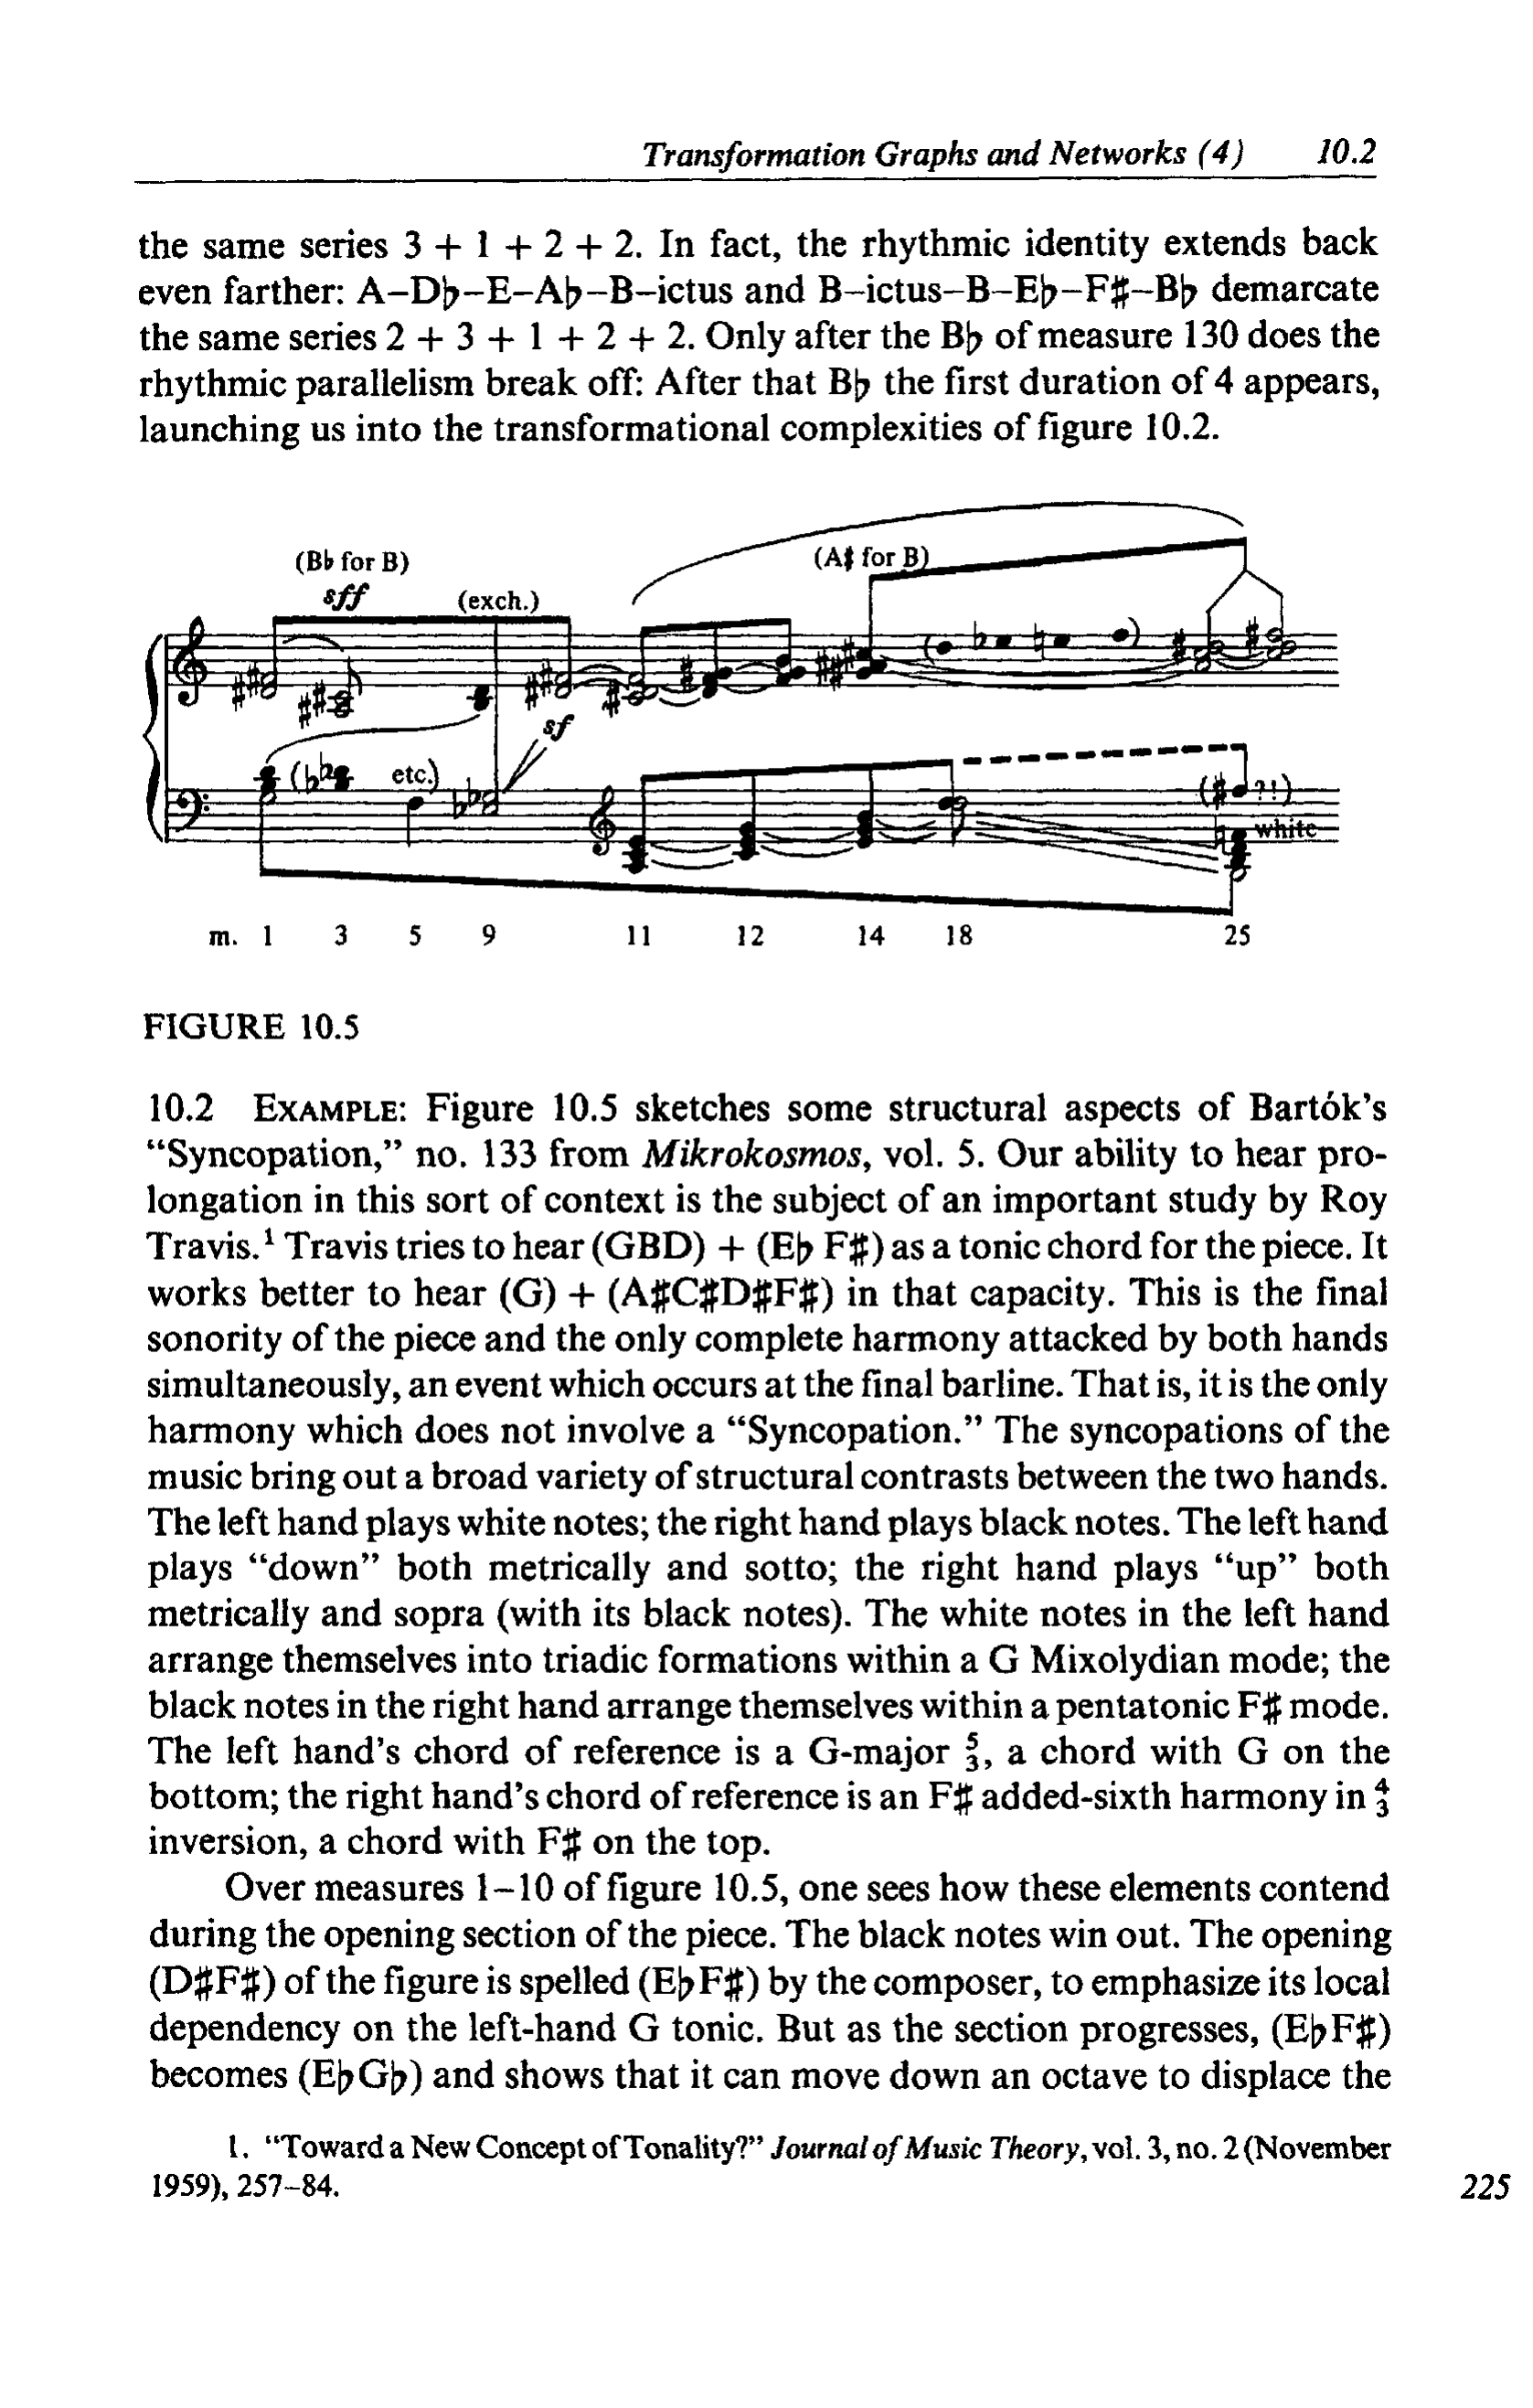 Transformation Graphs and Networks (4) 10.2
the same series 3 + 1 + 2 + 2. In fact, the rhythmic identity extends back
even farther: A–D♭–E–A♭–B–ictus and B–ictus–B–E♭–F♯–B♭ demarcate
the same series 2 + 3 + 1 + 2 + 2. Only after the B♭ of measure 130 does the
rhythmic parallelism break off: After that B♭ the first duration of 4 appears,
launching us into the transformational complexities of figure 10.2.
(B♭ for B) (A♯ for B)
sff (exch.)
sf
etc.) (♯ ?!)
white
m. 1 3 5 9 11 12 14 18 25
FIGURE 10.5
10.2 EXAMPLE: Figure 10.5 sketches some structural aspects of Bartók’s
“Syncopation,” no. 133 from Mikrokosmos, vol. 5. Our ability to hear pro-
longation in this sort of context is the subject of an important study by Roy
Travis.¹ Travis tries to hear (GBD) + (E♭ F♯) as a tonic chord for the piece. It
works better to hear (G) + (A♯C♯D♯F♯) in that capacity. This is the final
sonority of the piece and the only complete harmony attacked by both hands
simultaneously, an event which occurs at the final barline. That is, it is the only
harmony which does not involve a “Syncopation.” The syncopations of the
music bring out a broad variety of structural contrasts between the two hands.
The left hand plays white notes; the right hand plays black notes. The left hand
plays “down” both metrically and sotto; the right hand plays “up” both
metrically and sopra (with its black notes). The white notes in the left hand
arrange themselves into triadic formations within a G Mixolydian mode; the
black notes in the right hand arrange themselves within a pentatonic F♯ mode.
The left hand’s chord of reference is a G-major 5/3, a chord with G on the
bottom; the right hand’s chord of reference is an F♯ added-sixth harmony in 4/3
inversion, a chord with F♯ on the top.
Over measures 1–10 of figure 10.5, one sees how these elements contend
during the opening section of the piece. The black notes win out. The opening
(D♯F♯) of the figure is spelled (E♭F♯) by the composer, to emphasize its local
dependency on the left-hand G tonic. But as the section progresses, (E♭F♯)
becomes (E♭G♭) and shows that it can move down an octave to displace the
1. “Toward a New Concept of Tonality?” Journal of Music Theory, vol. 3, no. 2 (November
1959), 257–84.
225